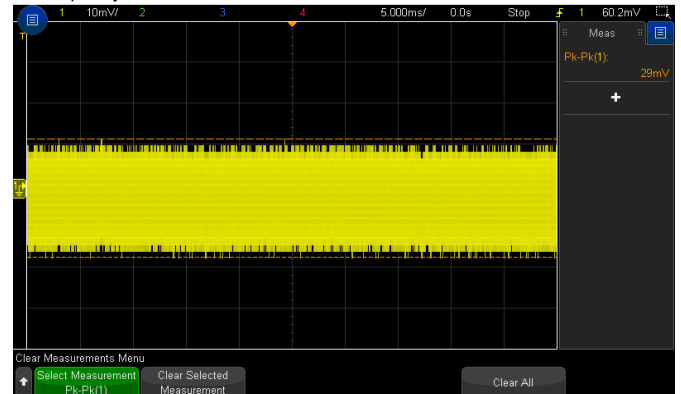 1 10mV/ 2 3 4 5.000ms/ 0.0s Stop 1 60.2mV
T
Meas
Pk-Pk(1):
29mV
+
1
Clear Measurements Menu
Select Measurement
Pk-Pk(1)
Clear Selected
Measurement
Clear All